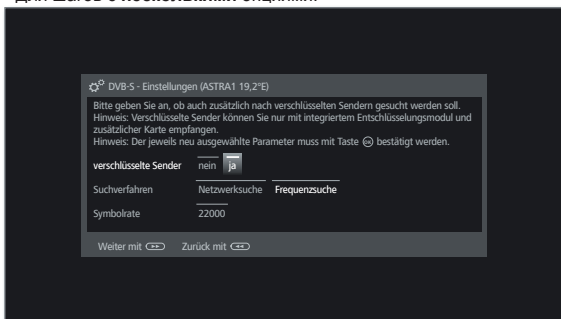 DVB-S - Einstellungen (ASTRA1 19,2°E)
Bitte geben Sie an, ob auch zusätzlich nach verschlüsselten Sendern gesucht werden soll.
Hinweis: Verschlüsselte Sender können Sie nur mit integriertem Entschlüsselungsmodul und
zusätzlicher Karte empfangen.
Hinweis: Der jeweils neu ausgewählte Parameter muss mit Taste OK bestätigt werden.
verschlüsselte Sender nein ja
Suchverfahren Netzwerksuche Frequenzsuche
Symbolrate 22000
Weiter mit Zurück mit